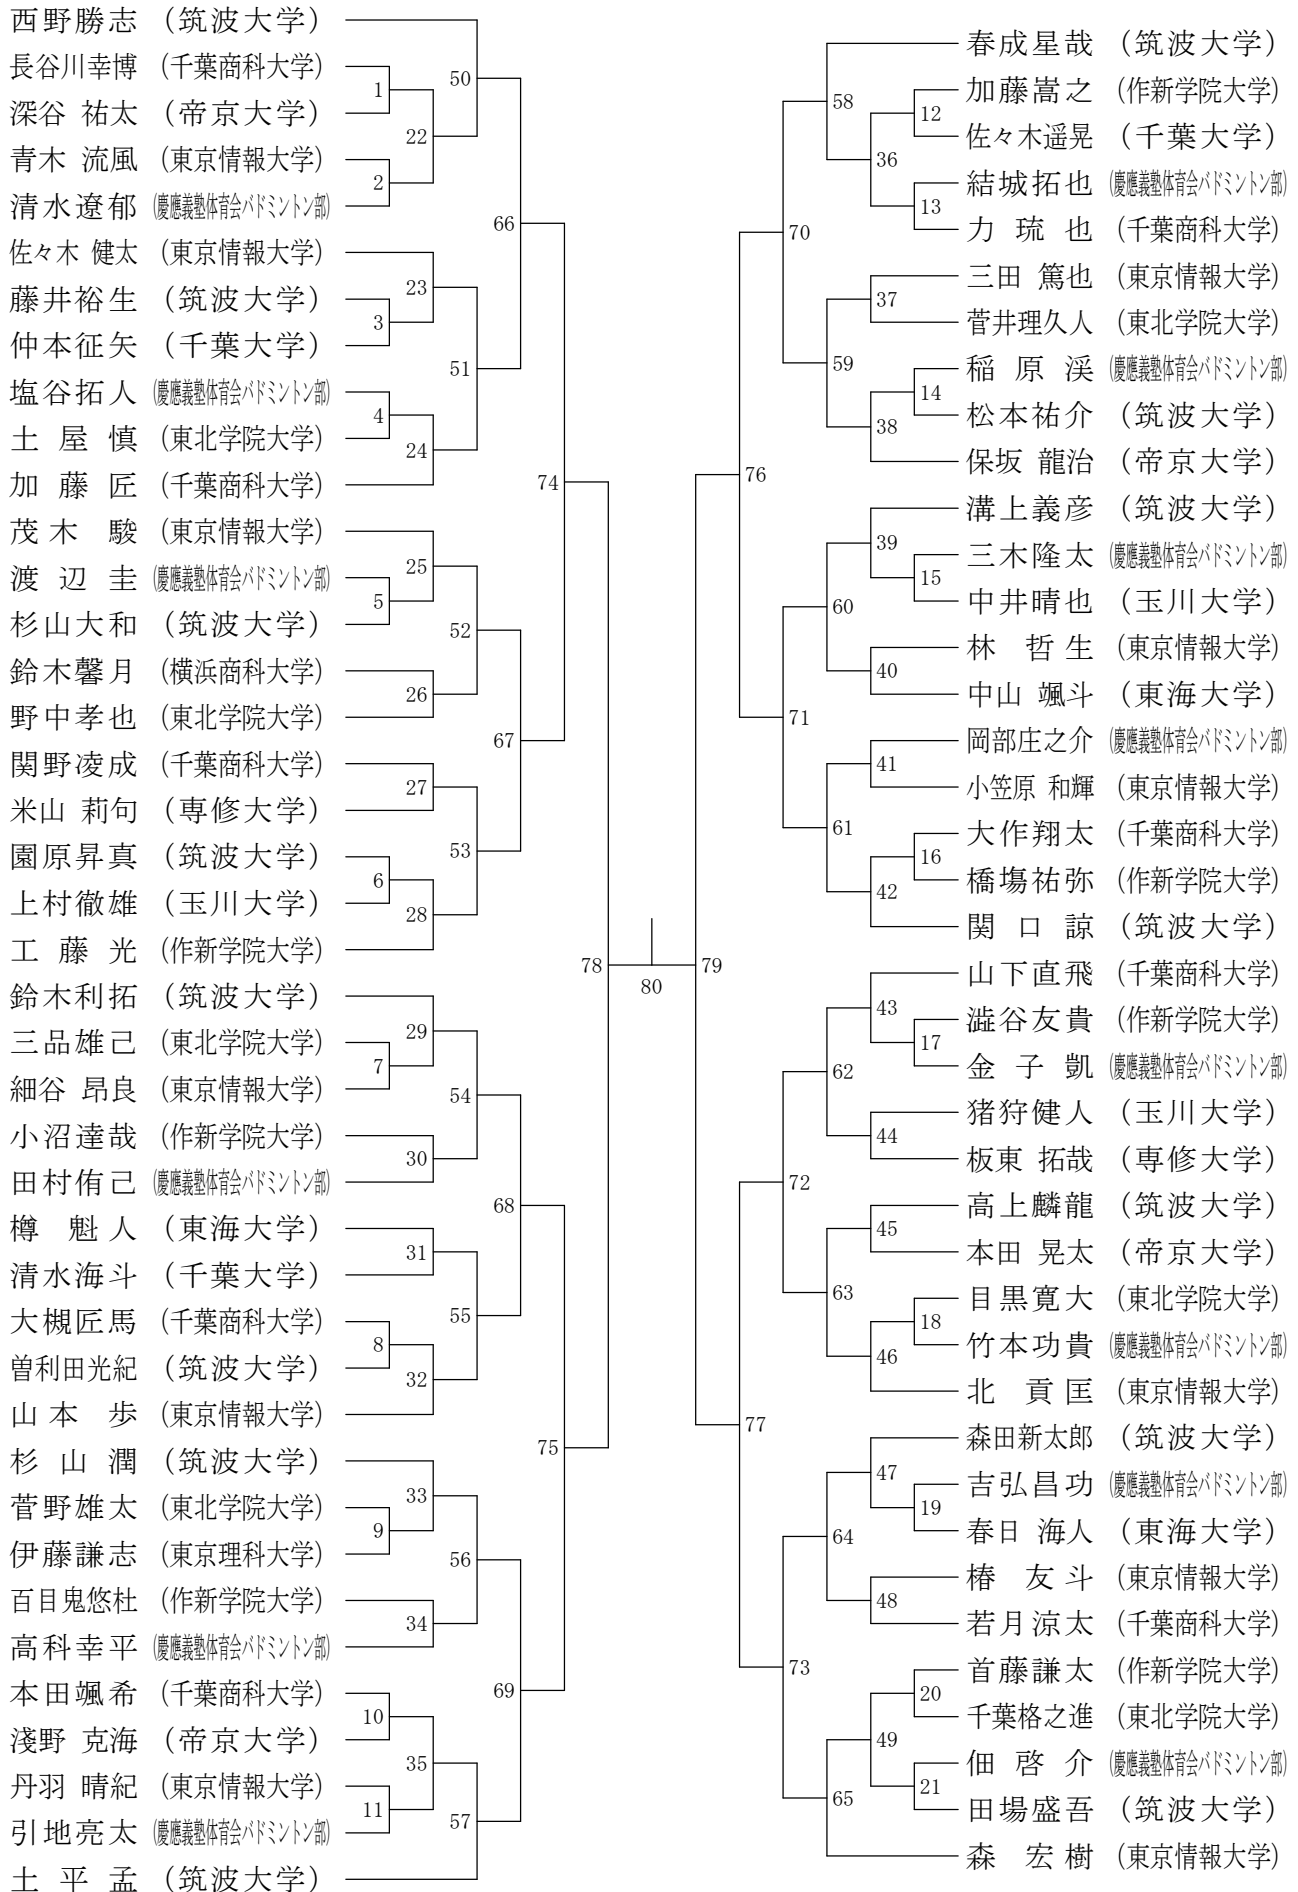 西野勝志 (筑波大学)
長谷川幸博 (千葉商科大学)
深谷 祐太 (帝京大学)
青木 流風 (東京情報大学)
清水遼郁 (慶應義塾体育会バドミントン部)
佐々木 健太 (東京情報大学)
藤井裕生 (筑波大学)
仲本征矢 (千葉大学)
塩谷拓人 (慶應義塾体育会バドミントン部)
土屋 慎 (東北学院大学)
加藤 匠 (千葉商科大学)
茂木 駿 (東京情報大学)
渡辺 圭 (慶應義塾体育会バドミントン部)
杉山大和 (筑波大学)
鈴木馨月 (横浜商科大学)
野中孝也 (東北学院大学)
関野凌成 (千葉商科大学)
米山 莉句 (専修大学)
園原昇真 (筑波大学)
上村徹雄 (玉川大学)
工藤 光 (作新学院大学)
鈴木利拓 (筑波大学)
三品雄己 (東北学院大学)
細谷 昂良 (東京情報大学)
小沼達哉 (作新学院大学)
田村侑己 (慶應義塾体育会バドミントン部)
樽 魁人 (東海大学)
清水海斗 (千葉大学)
大槻匠馬 (千葉商科大学)
曽利田光紀 (筑波大学)
山本 歩 (東京情報大学)
杉山 潤 (筑波大学)
菅野雄太 (東北学院大学)
伊藤謙志 (東京理科大学)
百目鬼悠杜 (作新学院大学)
高科幸平 (慶應義塾体育会バドミントン部)
本田颯希 (千葉商科大学)
淺野 克海 (帝京大学)
丹羽 晴紀 (東京情報大学)
引地亮太 (慶應義塾体育会バドミントン部)
土平 孟 (筑波大学)
1
2
3
4
5
6
7
8
9
10
11
22
23
24
25
26
27
28
29
30
31
32
33
34
35
50
51
52
53
54
55
56
57
66
67
68
69
74
75
78
80
79
76
77
70
71
72
73
58
59
60
61
62
63
64
65
36
37
38
39
40
41
42
43
44
45
46
47
48
49
12
13
14
15
16
17
18
19
20
21
春成星哉 (筑波大学)
加藤嵩之 (作新学院大学)
佐々木遥晃 (千葉大学)
結城拓也 (慶應義塾体育会バドミントン部)
力 琉也 (千葉商科大学)
三田 篤也 (東京情報大学)
菅井理久人 (東北学院大学)
稲原 渓 (慶應義塾体育会バドミントン部)
松本祐介 (筑波大学)
保坂 龍治 (帝京大学)
溝上義彦 (筑波大学)
三木隆太 (慶應義塾体育会バドミントン部)
中井晴也 (玉川大学)
林 哲生 (東京情報大学)
中山 颯斗 (東海大学)
岡部庄之介 (慶應義塾体育会バドミントン部)
小笠原 和輝 (東京情報大学)
大作翔太 (千葉商科大学)
橋塲祐弥 (作新学院大学)
関口 諒 (筑波大学)
山下直飛 (千葉商科大学)
澁谷友貴 (作新学院大学)
金子 凱 (慶應義塾体育会バドミントン部)
猪狩健人 (玉川大学)
板東 拓哉 (専修大学)
高上麟龍 (筑波大学)
本田 晃太 (帝京大学)
目黒寛大 (東北学院大学)
竹本功貴 (慶應義塾体育会バドミントン部)
北 貢匡 (東京情報大学)
森田新太郎 (筑波大学)
吉弘昌功 (慶應義塾体育会バドミントン部)
春日 海人 (東海大学)
椿 友斗 (東京情報大学)
若月涼太 (千葉商科大学)
首藤謙太 (作新学院大学)
千葉格之進 (東北学院大学)
佃 啓介 (慶應義塾体育会バドミントン部)
田場盛吾 (筑波大学)
森 宏樹 (東京情報大学)